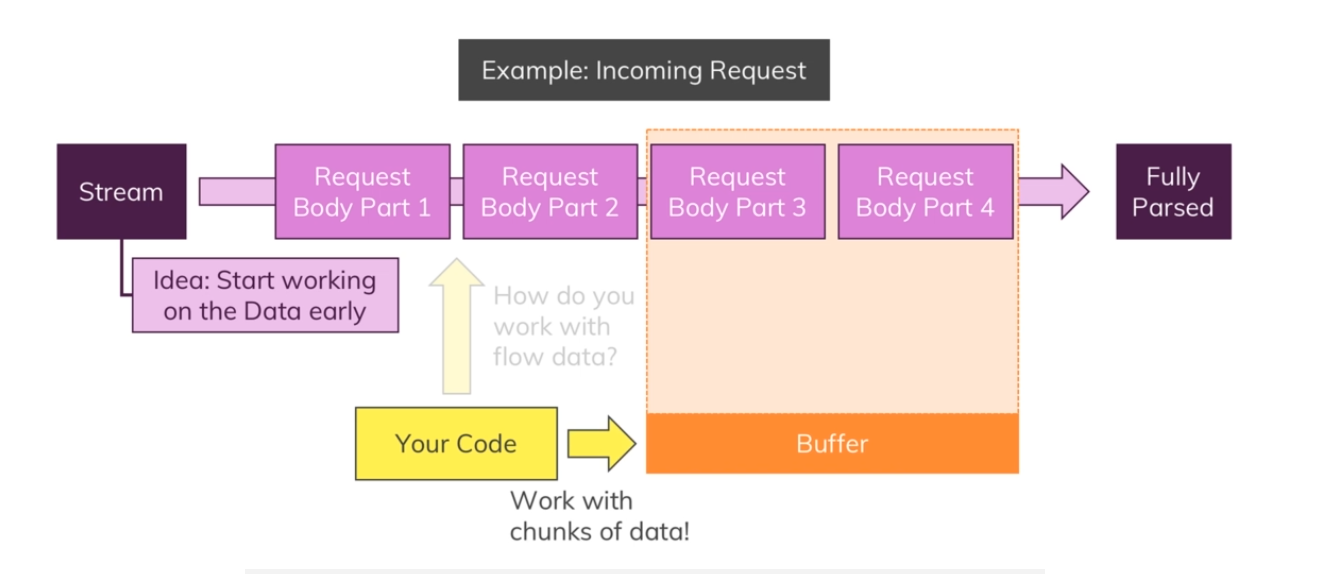 Example: Incoming Request
Stream
Request
Body Part 1
Request
Body Part 2
Request
Body Part 3
Request
Body Part 4
Fully
Parsed
Idea: Start working
on the Data early
How do you
work with
flow data?
Your Code
Buffer
Work with
chunks of data!